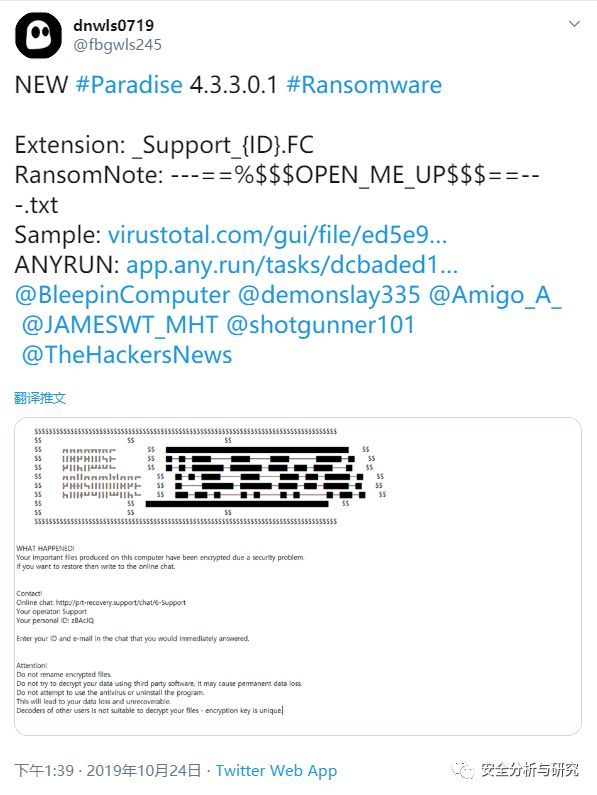 dnwls0719
@fbgwls245
NEW #Paradise 4.3.3.0.1 #Ransomware
Extension: _Support_{ID}.FC
RansomNote: ---==%$$$OPEN_ME_UP$$$==--
-.txt
Sample: virustotal.com/gui/file/ed5e9...
ANYRUN: app.any.run/tasks/dcbaded1...
@BleepinComputer @demonslay335 @Amigo_A_
@JAMESWT_MHT @shotgunner101
@TheHackersNews
翻译推文
WHAT HAPPENED!
Your important files produced on this computer have been encrypted due a security problem.
If you want to restore then write to the online chat.
Contact!
Online chat: http://prt-recovery.support/chat/6-Support
Your operator: Support
Your personal ID: zBAcJQ
Enter your ID and e-mail in the chat that you would immediately answered.
Attention!
Do not rename encrypted files.
Do not try to decrypt your data using third party software, it may cause permanent data loss.
Do not attempt to use the antivirus or uninstall the program.
This will lead to your data loss and unrecoverable.
Decoders of other users is not suitable to decrypt your files - encryption key is unique.
下午1:39 · 2019年10月24日 · Twitter Web App
安全分析与研究